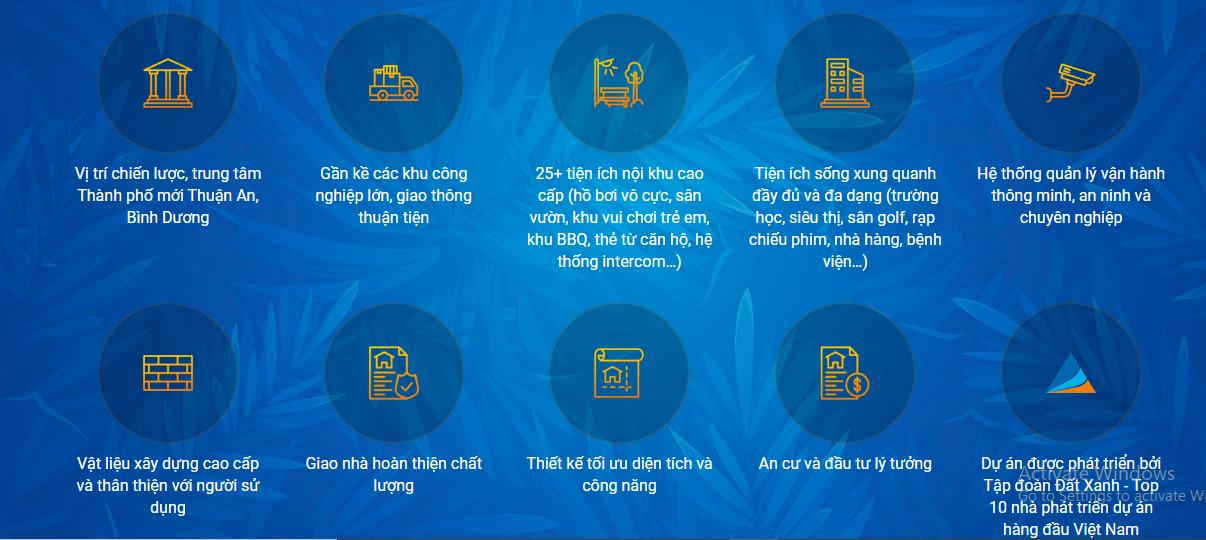 Vị trí chiến lược, trung tâm
Thành phố mới Thuận An,
Bình Dương
Gần kề các khu công
nghiệp lớn, giao thông
thuận tiện
25+ tiện ích nội khu cao
cấp (hồ bơi vô cực, sân
vườn, khu vui chơi trẻ em,
khu BBQ, thẻ từ căn hộ, hệ
thống intercom...)
Tiện ích sống xung quanh
đầy đủ và đa dạng (trường
học, siêu thị, sân golf, rạp
chiếu phim, nhà hàng, bệnh
viện...)
Hệ thống quản lý vận hành
thông minh, an ninh và
chuyên nghiệp
Vật liệu xây dựng cao cấp
và thân thiện với người sử
dụng
Giao nhà hoàn thiện chất
lượng
Thiết kế tối ưu diện tích và
công năng
$
An cư và đầu tư lý tưởng
Dự án được phát triển bởi
Tập đoàn Đất Xanh - Top
10 nhà phát triển dự án
hàng đầu Việt Nam
Activate Windows
Go to Settings to activate Wi